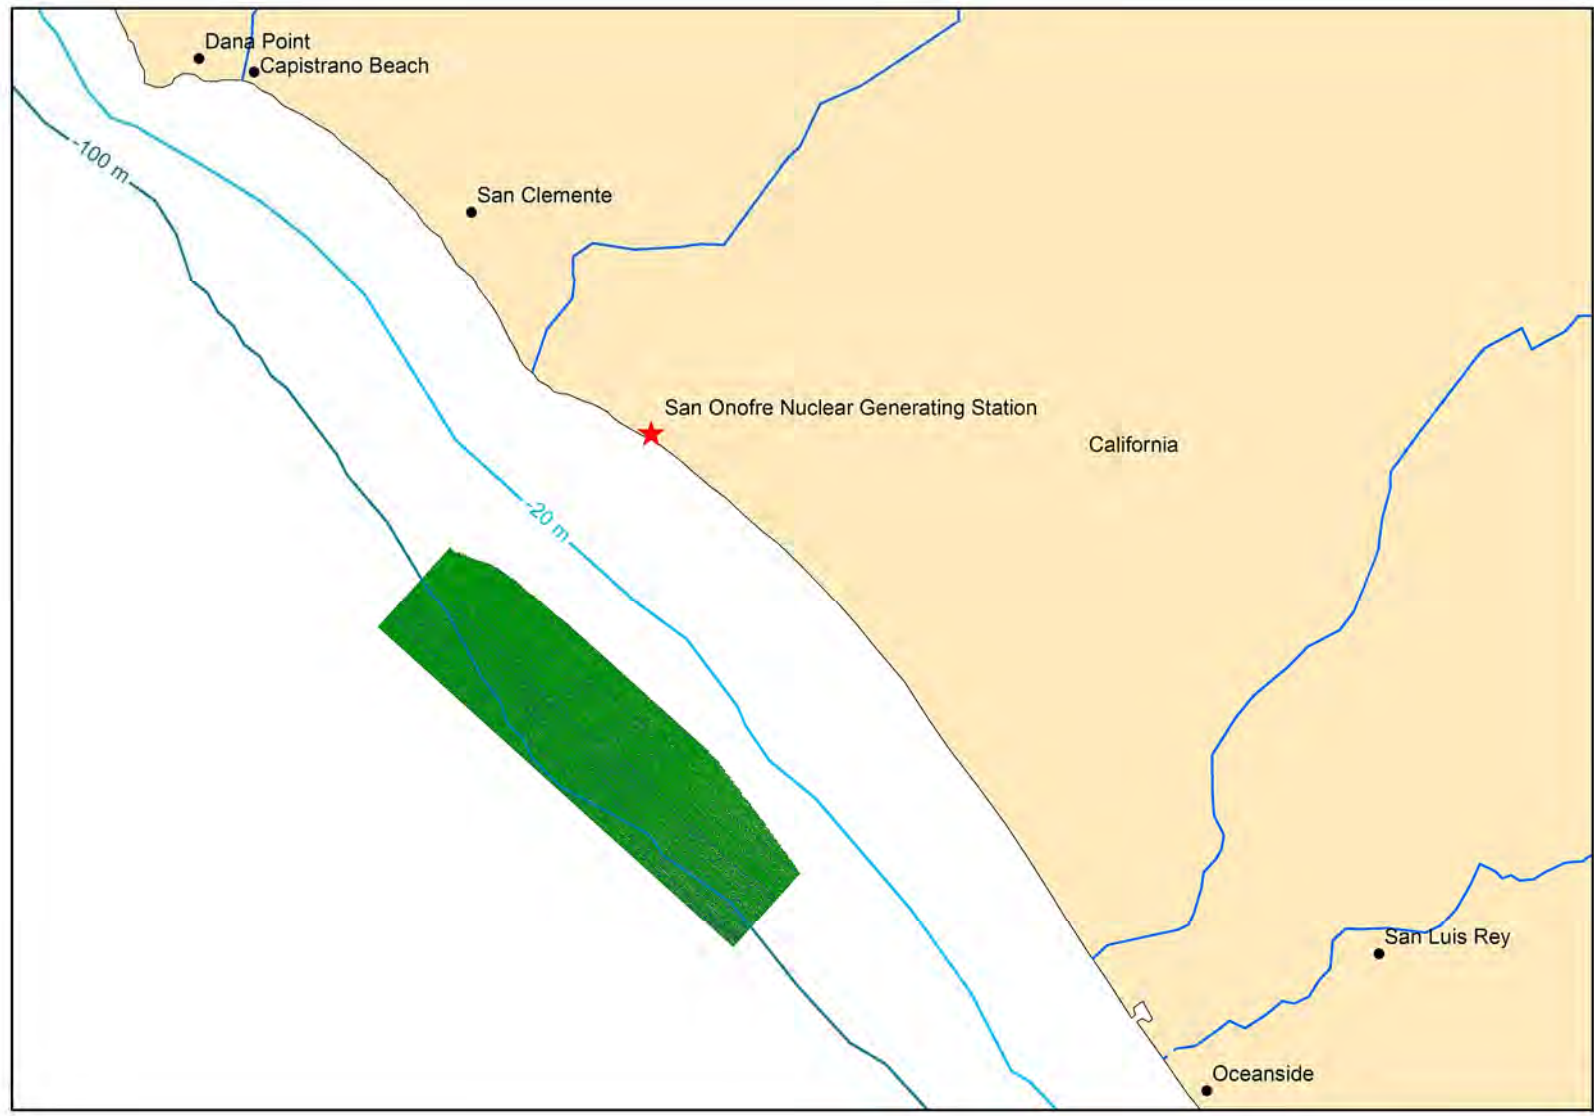 Dana Point
Capistrano Beach
-100 m
San Clemente
San Onofre Nuclear Generating Station
California
-20 m
San Luis Rey
Oceanside